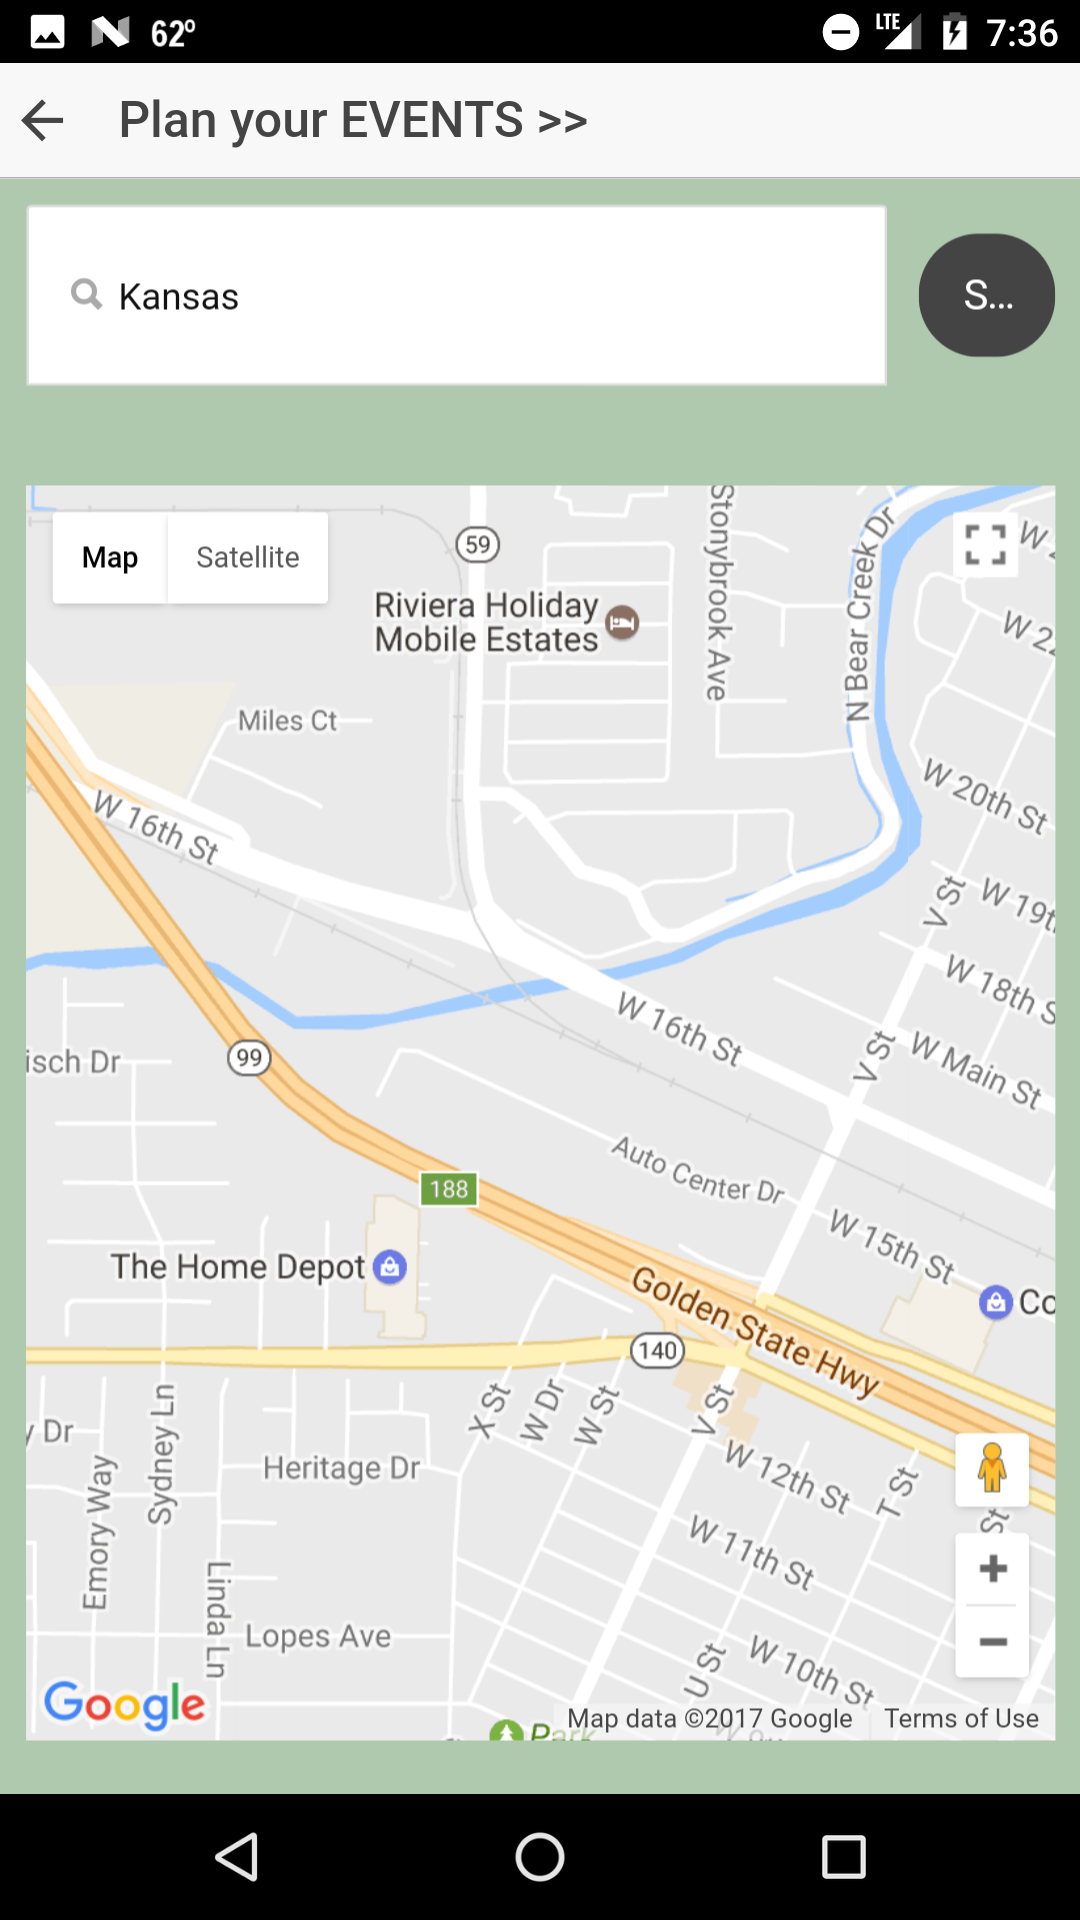 62°
LTE
7:36
Plan your EVENTS >>
Kansas
S...
Map
Satellite
59
Riviera Holiday
Mobile Estates
Stonybrook Ave
N Bear Creek Dr
Miles Ct
W 20th St
W 16th St
V St
W 18th S
W 16th St
V St
W Main St
isch Dr
99
Auto Center Dr
188
W 15th St
The Home Depot
Co
Golden State Hwy
140
X St
W Dr
W St
V St
y Dr
Sydney Ln
Emory Way
Heritage Dr
W 12th St
T St
St
W 11th St
Linda Ln
Lopes Ave
U St
W 10th St
Google
Park
Map data ©2017 Google
Terms of Use